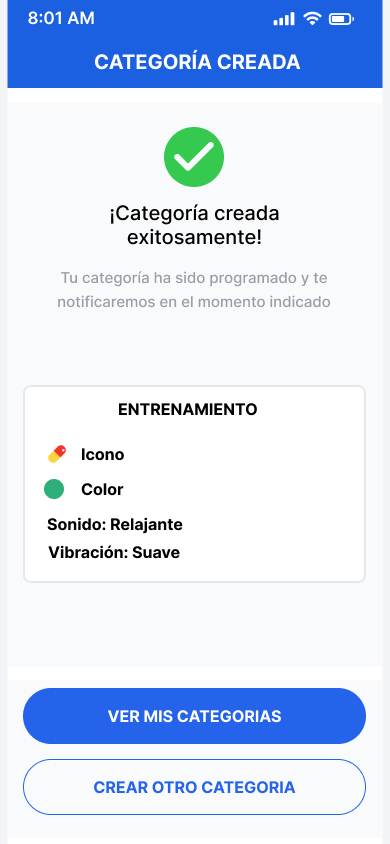 8:01 AM
CATEGORÍA CREADA
¡Categoría creada
exitosamente!
Tu categoría ha sido programado y te
notificaremos en el momento indicado
ENTRENAMIENTO
Icono
Color
Sonido: Relajante
Vibración: Suave
VER MIS CATEGORIAS
CREAR OTRO CATEGORIA